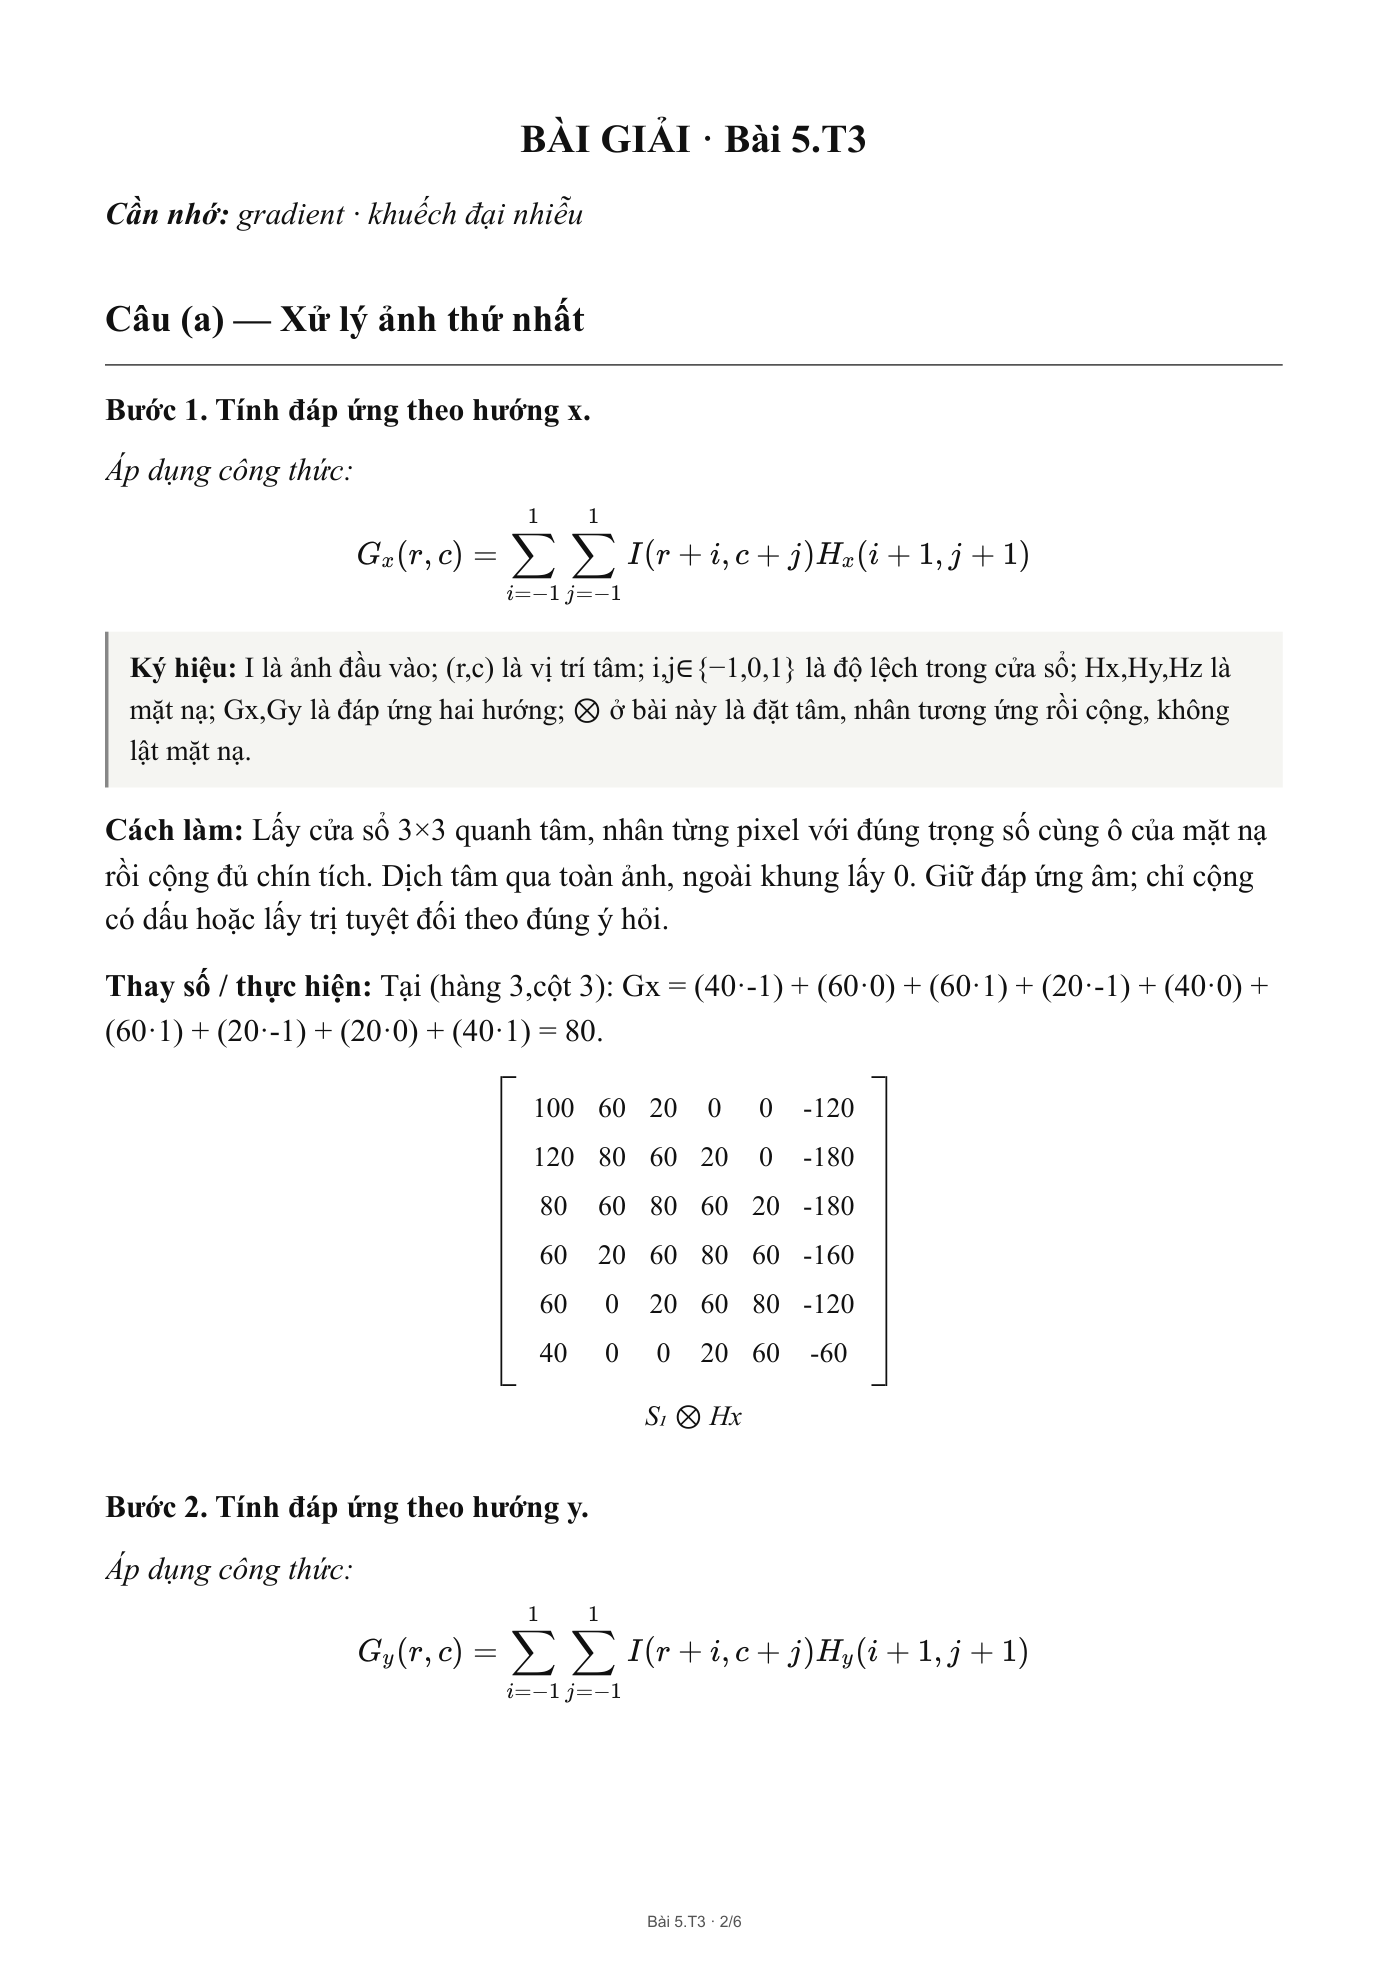 BÀI GIẢI · Bài 5.T3
Cần nhớ: gradient · khuếch đại nhiễu
Câu (a) — Xử lý ảnh thứ nhất
Bước 1. Tính đáp ứng theo hướng x.
Áp dụng công thức:
1 1
Gₓ(r, c) = ∑ ∑ I(r + i, c + j)Hₓ(i + 1, j + 1)
i=−1 j=−1
Ký hiệu: I là ảnh đầu vào; (r,c) là vị trí tâm; i,j∈{−1,0,1} là độ lệch trong cửa sổ; Hx,Hy,Hz là
mặt nạ; Gx,Gy là đáp ứng hai hướng; ⊗ ở bài này là đặt tâm, nhân tương ứng rồi cộng, không
lật mặt nạ.
Cách làm: Lấy cửa sổ 3×3 quanh tâm, nhân từng pixel với đúng trọng số cùng ô của mặt nạ
rồi cộng đủ chín tích. Dịch tâm qua toàn ảnh, ngoài khung lấy 0. Giữ đáp ứng âm; chỉ cộng
có dấu hoặc lấy trị tuyệt đối theo đúng ý hỏi.
Thay số / thực hiện: Tại (hàng 3,cột 3): Gx = (40·-1) + (60·0) + (60·1) + (20·-1) + (40·0) +
(60·1) + (20·-1) + (20·0) + (40·1) = 80.
100 60 20 0 0 -120
120 80 60 20 0 -180
80 60 80 60 20 -180
60 20 60 80 60 -160
60 0 20 60 80 -120
40 0 0 20 60 -60
S₁ ⊗ Hx
Bước 2. Tính đáp ứng theo hướng y.
Áp dụng công thức:
1 1
G_y(r, c) = ∑ ∑ I(r + i, c + j)H_y(i + 1, j + 1)
i=−1 j=−1
Bài 5.T3 · 2/6